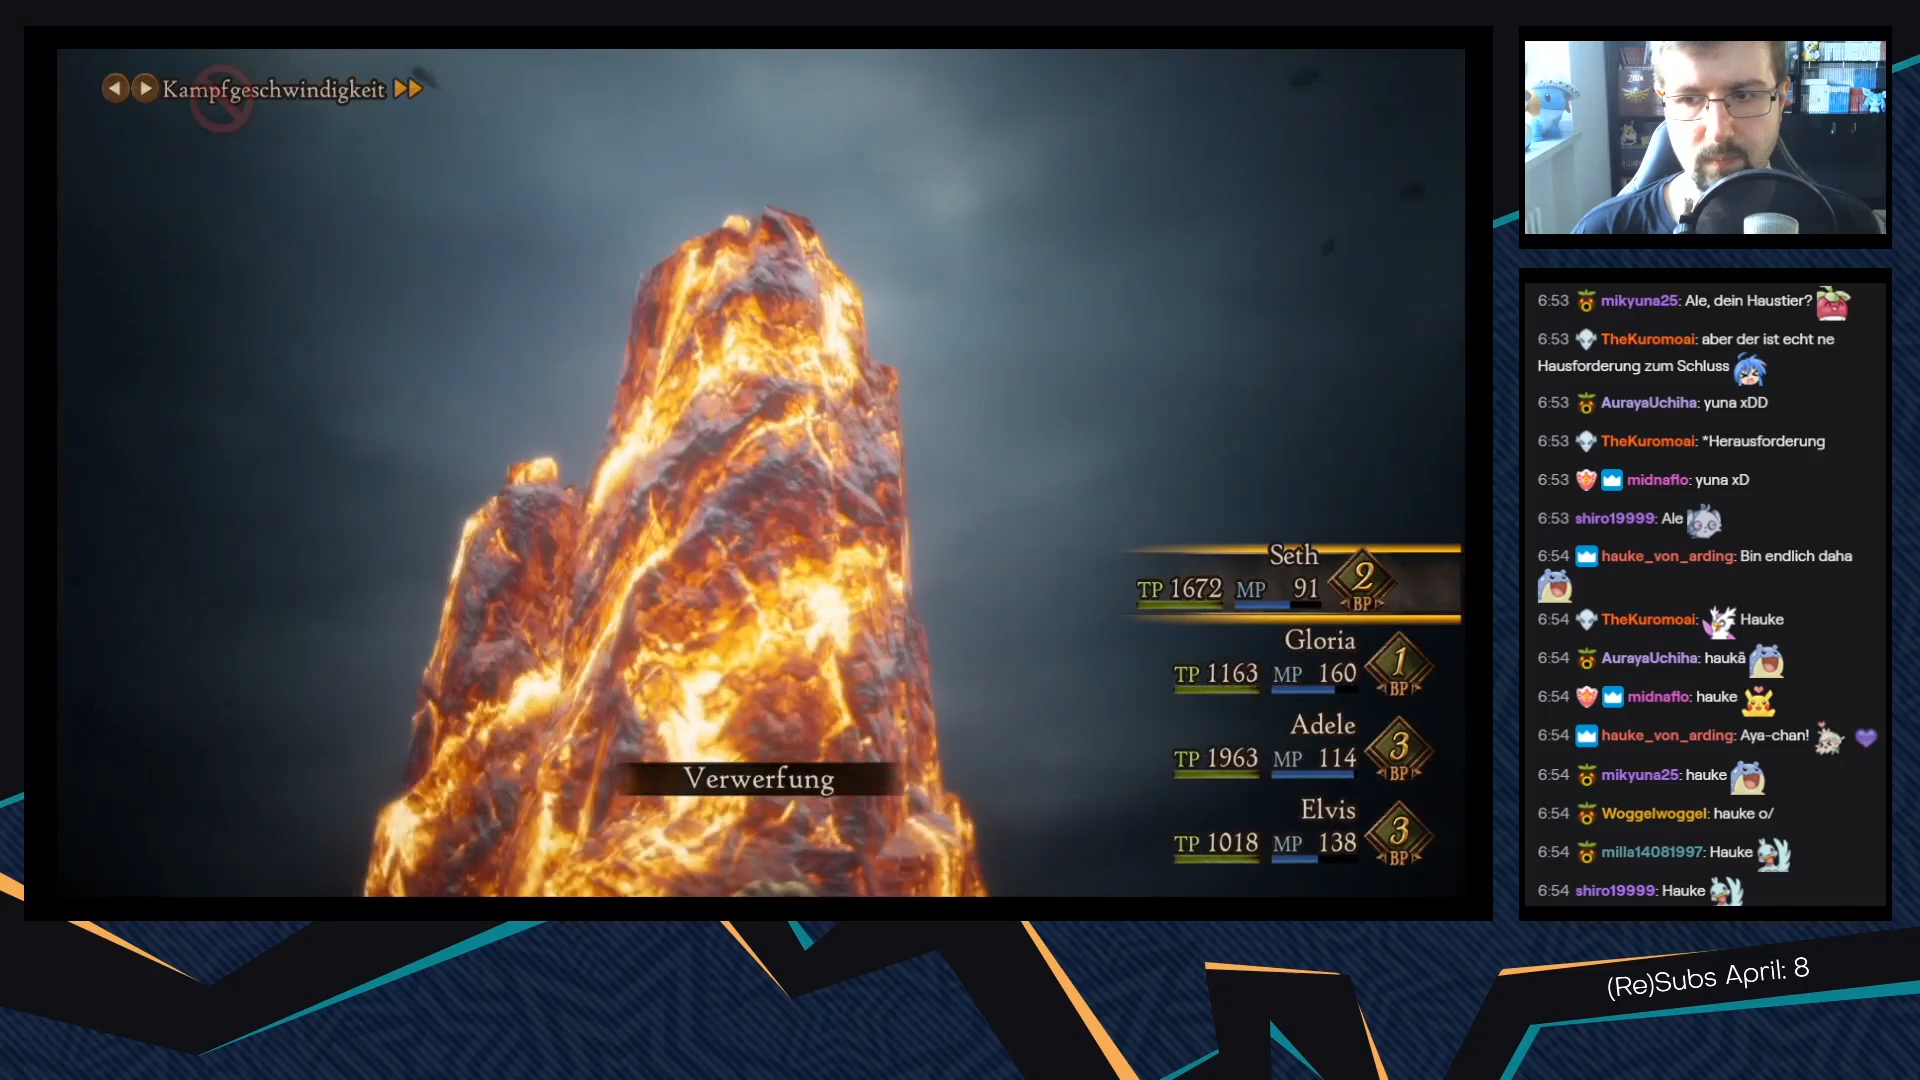 Kampfgeschwindigkeit
Seth
TP 1672 MP 91
2
BP
Gloria
TP 1163 MP 160
1
BP
Adele
TP 1963 MP 114
3
BP
Elvis
TP 1018 MP 138
3
BP
Verwerfung
6:53 mikyuna25: Ale, dein Haustier?
6:53 TheKuromoai: aber der ist echt ne
Hausforderung zum Schluss
6:53 AurayaUchiha: yuna xDD
6:53 TheKuromoai: *Herausforderung
6:53 midnaflo: yuna xD
6:53 shiro19999: Ale
6:54 hauke_von_arding: Bin endlich daha
6:54 TheKuromoai: Hauke
6:54 AurayaUchiha: haukä
6:54 midnaflo: hauke
6:54 hauke_von_arding: Aya-chan!
6:54 mikyuna25: hauke
6:54 Woggelwoggel: hauke o/
6:54 milla14081997: Hauke
6:54 shiro19999: Hauke
(Re)Subs April: 8